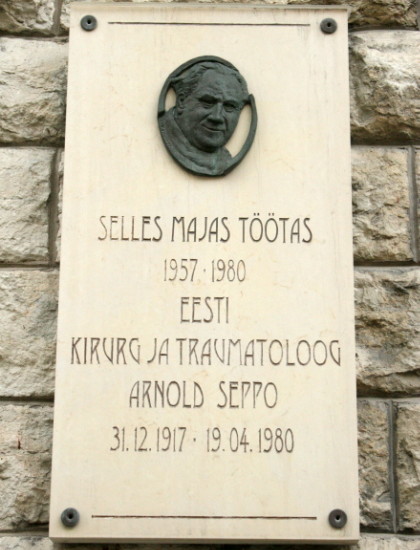 SELLES MAJAS TÖÖTAS
1957 · 1980
EESTI
KIRURG JA TRAUMATOLOOG
ARNOLD SEPPO
31.12.1917 · 19.04.1980